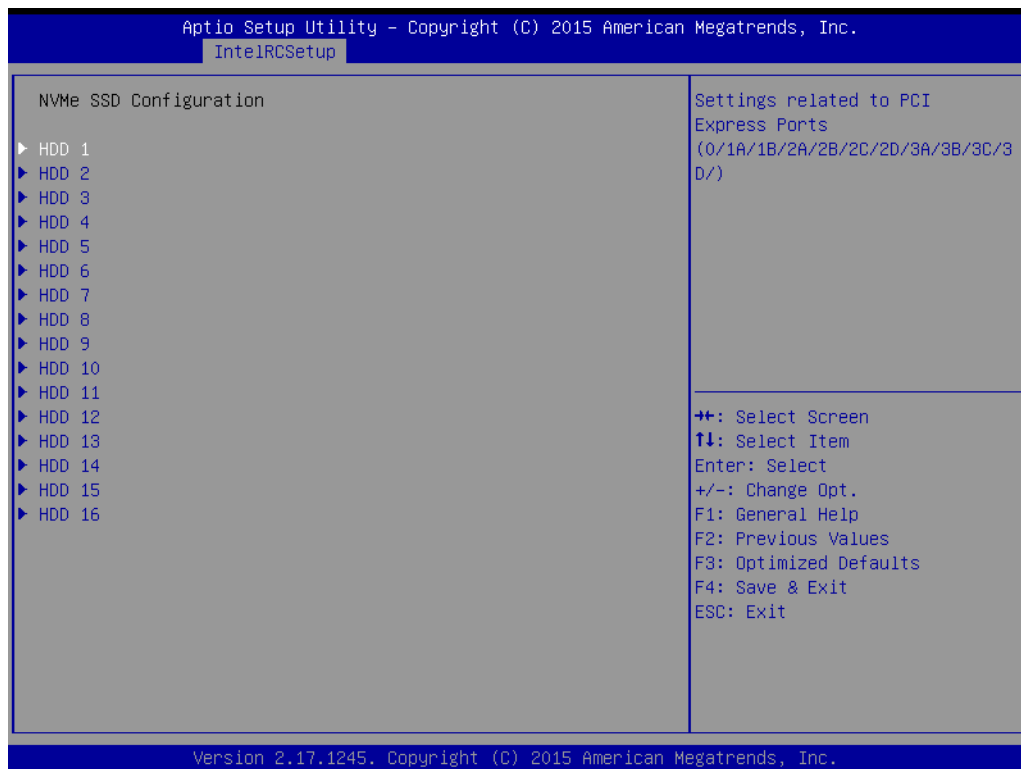 Aptio Setup Utility – Copyright (C) 2015 American Megatrends, Inc.
IntelRCSetup
NVMe SSD Configuration
► HDD 1
► HDD 2
► HDD 3
► HDD 4
► HDD 5
► HDD 6
► HDD 7
► HDD 8
► HDD 9
► HDD 10
► HDD 11
► HDD 12
► HDD 13
► HDD 14
► HDD 15
► HDD 16
Settings related to PCI
Express Ports
(0/1A/1B/2A/2B/2C/2D/3A/3B/3C/3
D/)
→←: Select Screen
↑↓: Select Item
Enter: Select
+/-: Change Opt.
F1: General Help
F2: Previous Values
F3: Optimized Defaults
F4: Save & Exit
ESC: Exit
Version 2.17.1245. Copyright (C) 2015 American Megatrends, Inc.